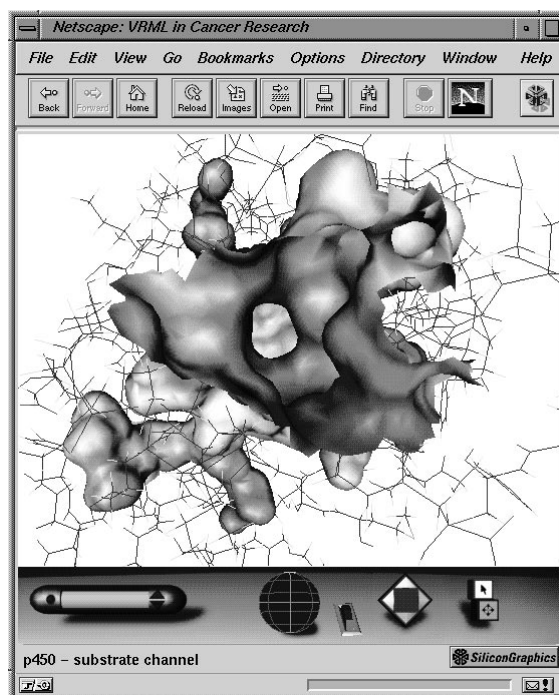 Netscape: VRML in Cancer Research
File Edit View Go Bookmarks Options Directory Window Help
Back Forward Home Reload Images Open Print Find Stop N
p450 – substrate channel
SiliconGraphics